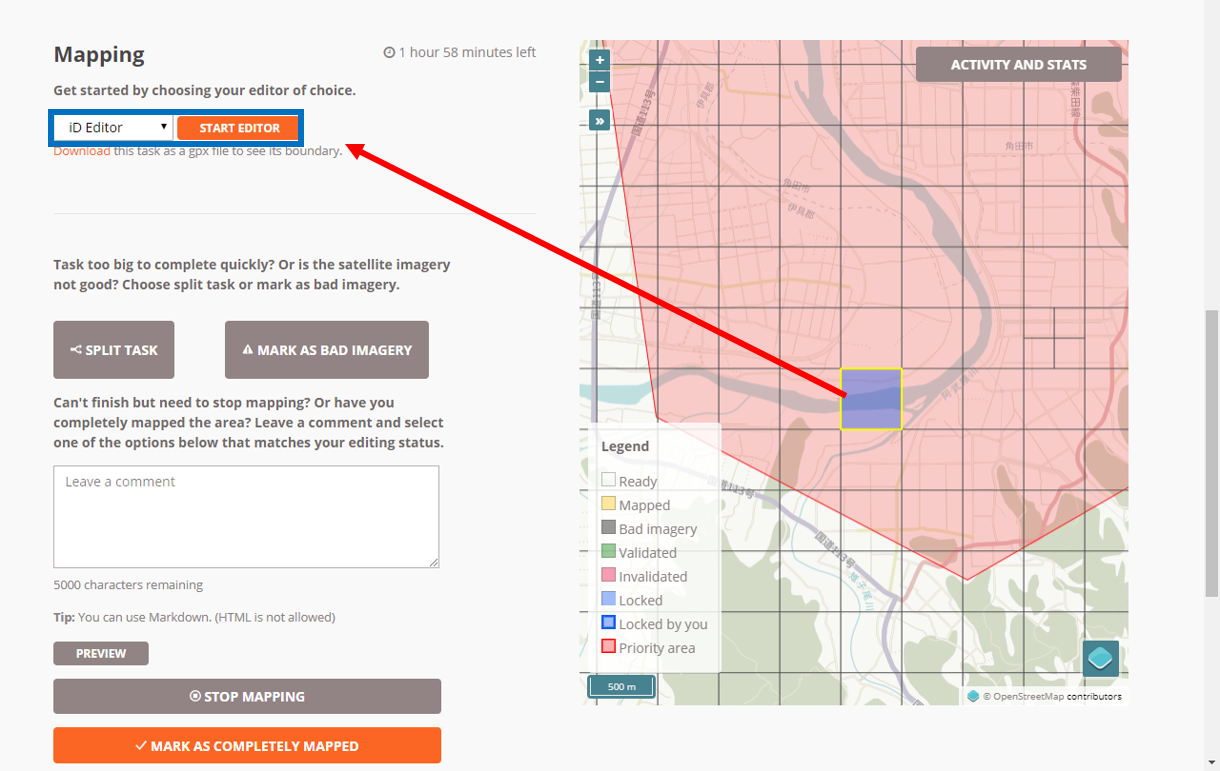 Mapping
1 hour 58 minutes left
Get started by choosing your editor of choice.
iD Editor
START EDITOR
Download this task as a gpx file to see its boundary.
Task too big to complete quickly? Or is the satellite imagery
not good? Choose split task or mark as bad imagery.
SPLIT TASK
MARK AS BAD IMAGERY
Can't finish but need to stop mapping? Or have you
completely mapped the area? Leave a comment and select
one of the options below that matches your editing status.
Leave a comment
5000 characters remaining
Tip: You can use Markdown. (HTML is not allowed)
PREVIEW
STOP MAPPING
MARK AS COMPLETELY MAPPED
+
−
»
ACTIVITY AND STATS
国道113号
伊具郡
角田市
角田市
伊具郡
阿武隈川
国道113号
国道113号
雉子尾川
Legend
Ready
Mapped
Bad imagery
Validated
Invalidated
Locked
Locked by you
Priority area
500 m
© OpenStreetMap contributors